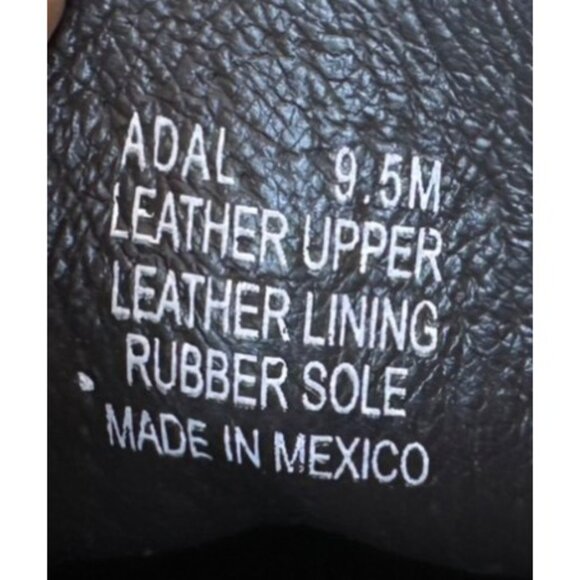 ADAL 9.5M
LEATHER UPPER
LEATHER LINING
RUBBER SOLE
MADE IN MEXICO